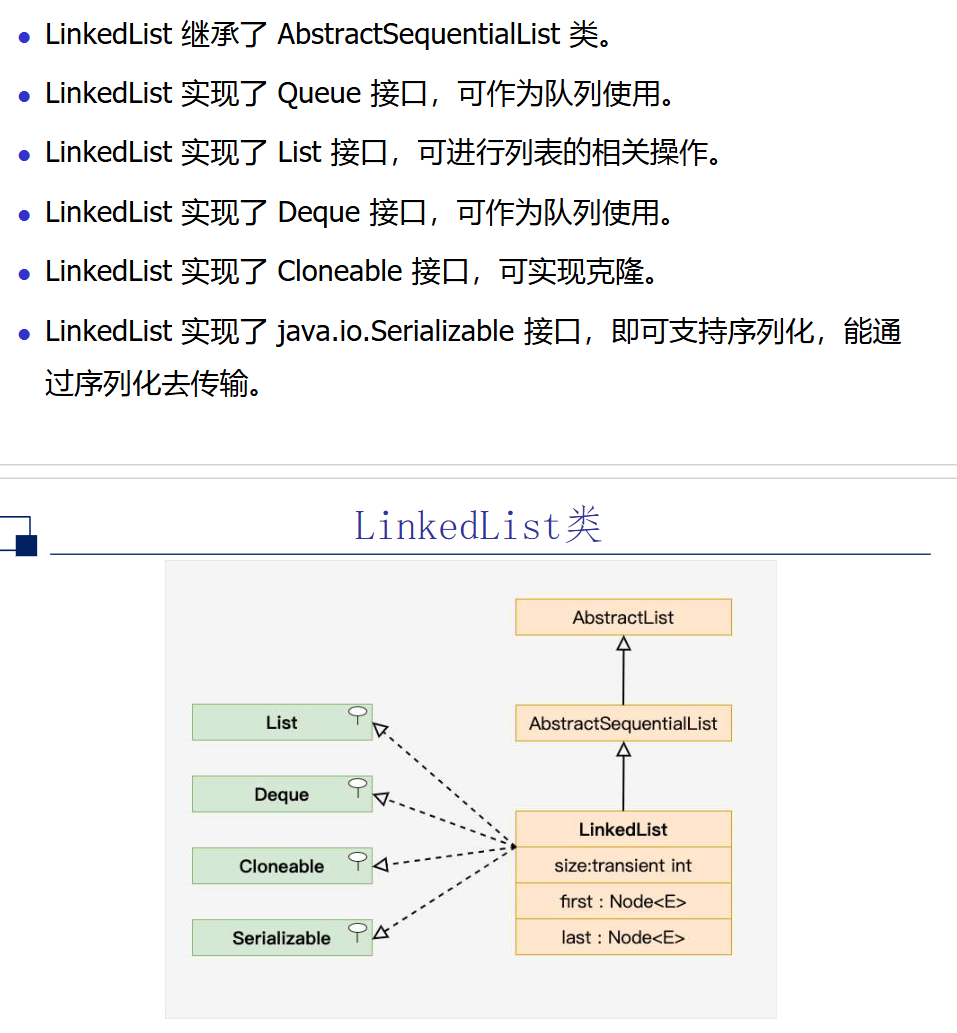 LinkedList 继承了 AbstractSequentialList 类。
LinkedList 实现了 Queue 接口，可作为队列使用。
LinkedList 实现了 List 接口，可进行列表的相关操作。
LinkedList 实现了 Deque 接口，可作为队列使用。
LinkedList 实现了 Cloneable 接口，可实现克隆。
LinkedList 实现了 java.io.Serializable 接口，即可支持序列化，能通
过序列化去传输。
LinkedList类
AbstractList
List
AbstractSequentialList
Deque
Cloneable
Serializable
LinkedList
size:transient int
first : Node<E>
last : Node<E>